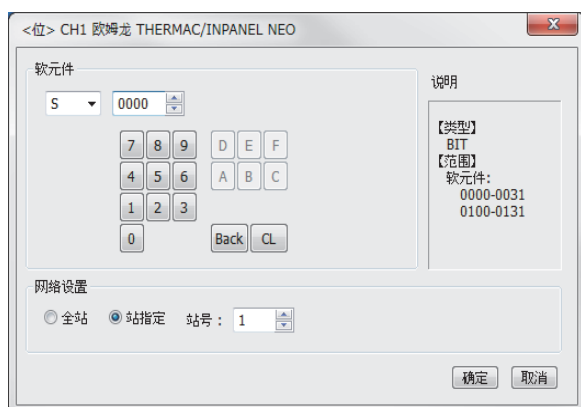 <位> CH1 欧姆龙 THERMAC/INPANEL NEO
软元件
S 0000
7 8 9 D E F
4 5 6 A B C
1 2 3
0 Back CL
说明
【类型】
BIT
【范围】
软元件:
0000-0031
0100-0131
网络设置
全站 站指定 站号: 1
确定 取消